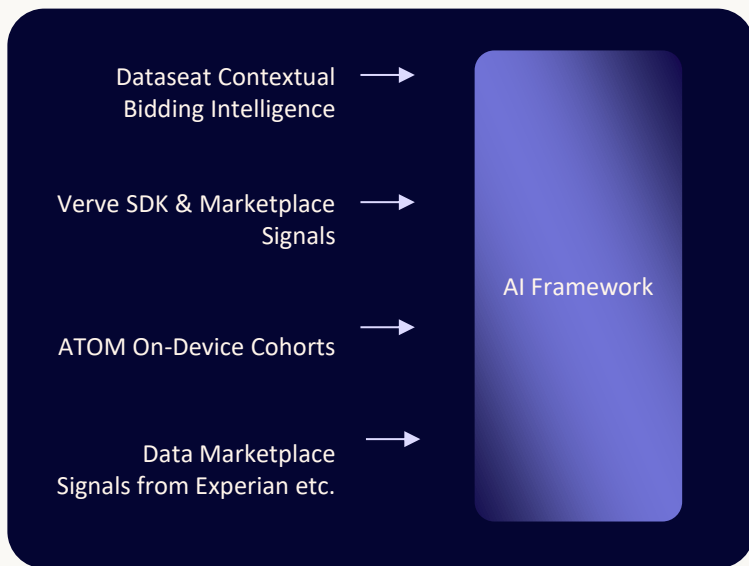 Dataseat Contextual
Bidding Intelligence
Verve SDK & Marketplace
Signals
AI Framework
ATOM On-Device Cohorts
Data Marketplace
Signals from Experian etc.